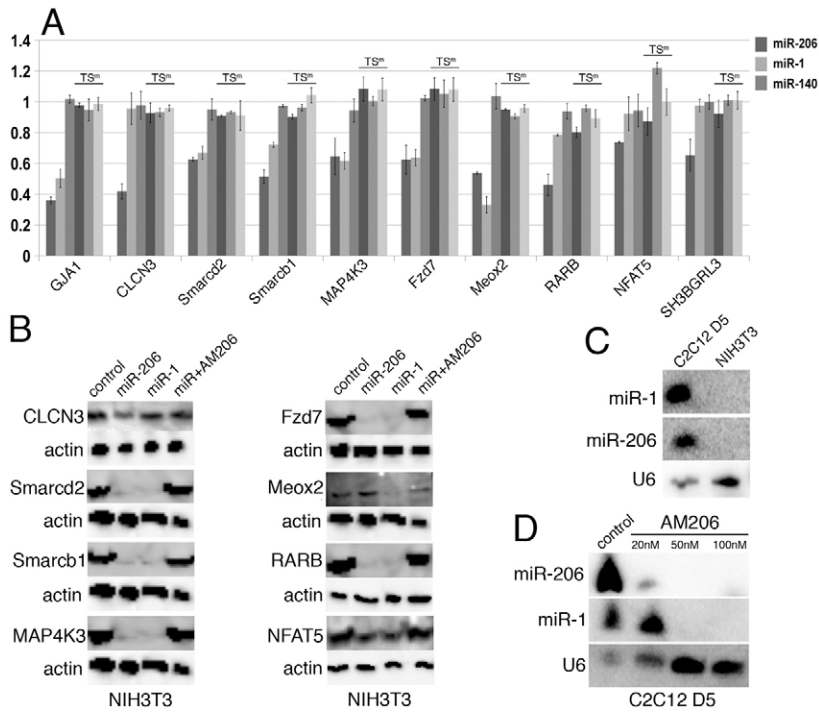 A
1.4
1.2
1
0.8
0.6
0.4
0.2
0
TSm TSm TSm TSm TSm TSm TSm TSm TSm TSm
miR-206
miR-1
miR-140
GJA1 CLCN3 Smarcd2 Smarcb1 MAP4K3 Fzd7 Meox2 RARB NFAT5 SH3BGRL3
B
control miR-206 miR-1 miR+AM206
CLCN3
actin
Smarcd2
actin
Smarcb1
actin
MAP4K3
actin
NIH3T3
control miR-206 miR-1 miR+AM206
Fzd7
actin
Meox2
actin
RARB
actin
NFAT5
actin
NIH3T3
C
C2C12 D5 NIH3T3
miR-1
miR-206
U6
D
control AM206
20nM 50nM 100nM
miR-206
miR-1
U6
C2C12 D5